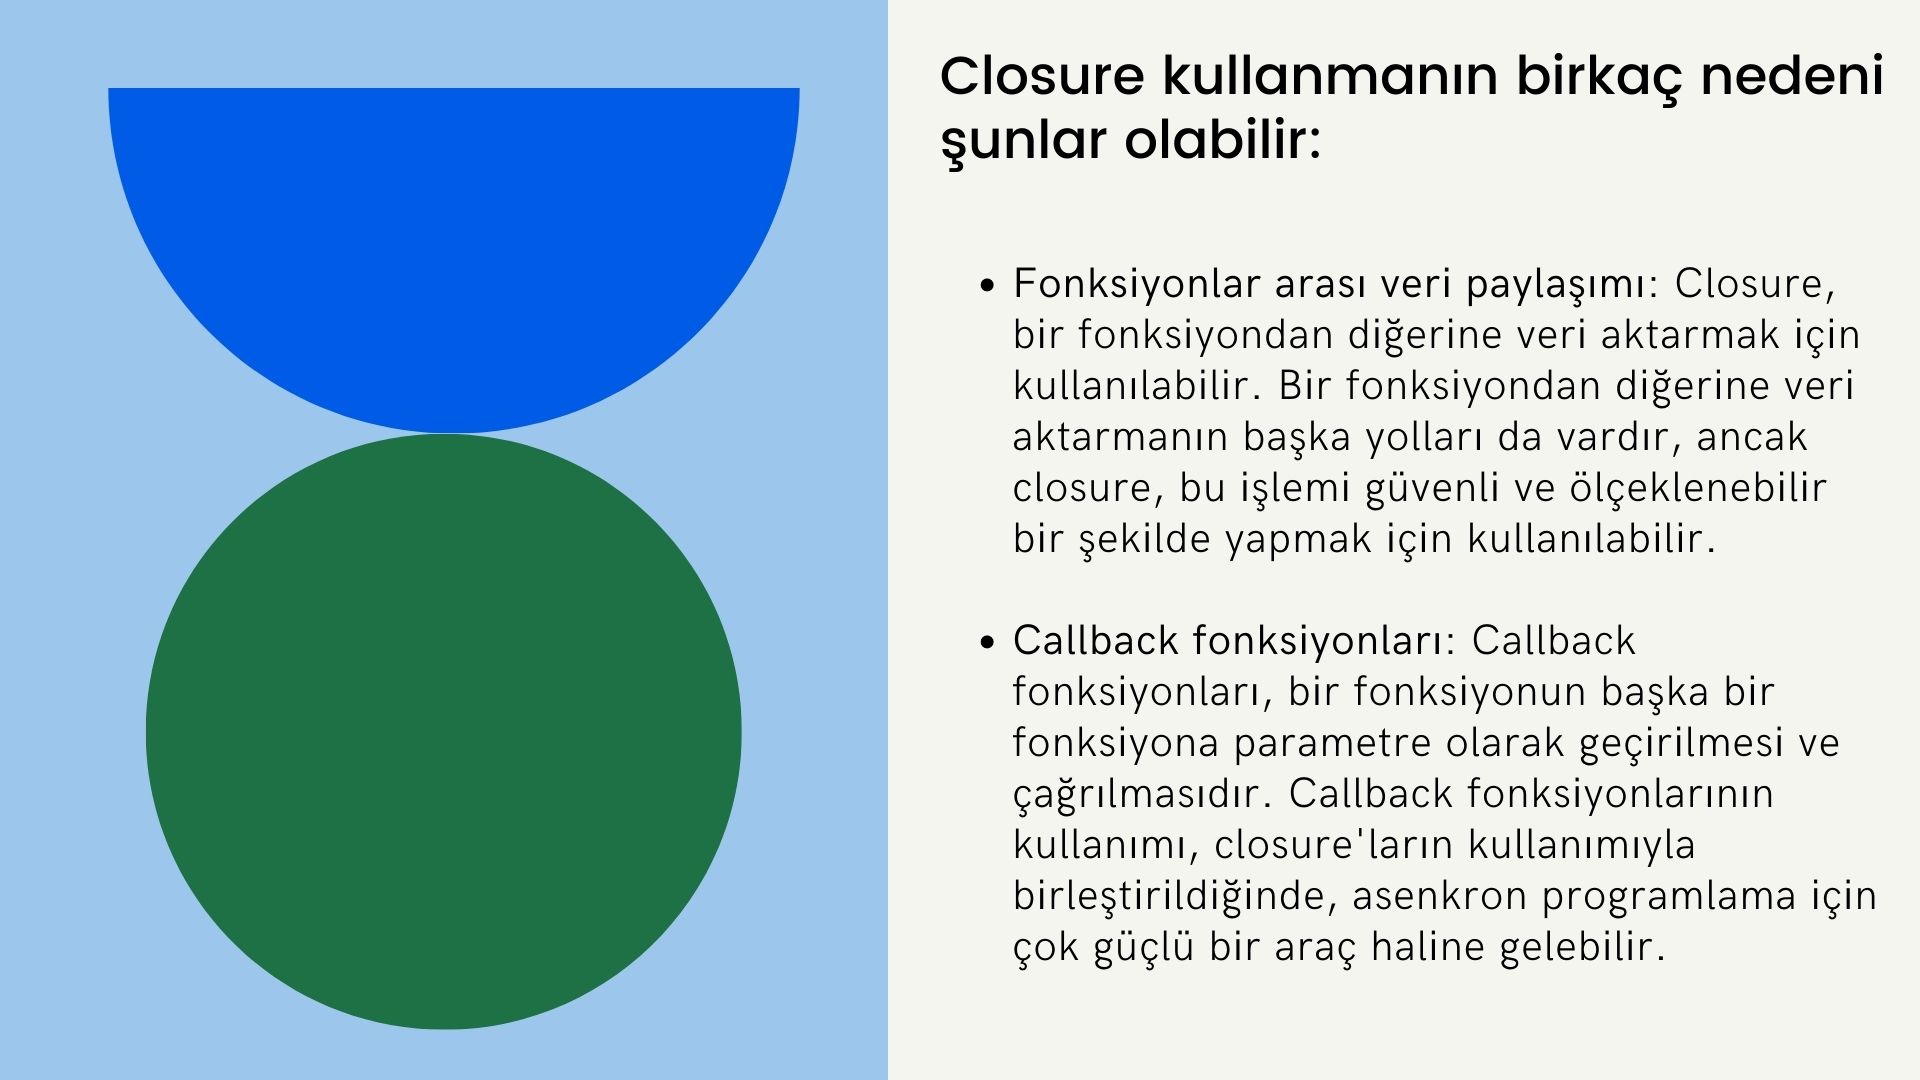 Closure kullanmanın birkaç nedeni
şunlar olabilir:
• Fonksiyonlar arası veri paylaşımı: Closure,
bir fonksiyondan diğerine veri aktarmak için
kullanılabilir. Bir fonksiyondan diğerine veri
aktarmanın başka yolları da vardır, ancak
closure, bu işlemi güvenli ve ölçeklenebilir
bir şekilde yapmak için kullanılabilir.
• Callback fonksiyonları: Callback
fonksiyonları, bir fonksiyonun başka bir
fonksiyona parametre olarak geçirilmesi ve
çağrılmasıdır. Callback fonksiyonlarının
kullanımı, closure'ların kullanımıyla
birleştirildiğinde, asenkron programlama için
çok güçlü bir araç haline gelebilir.